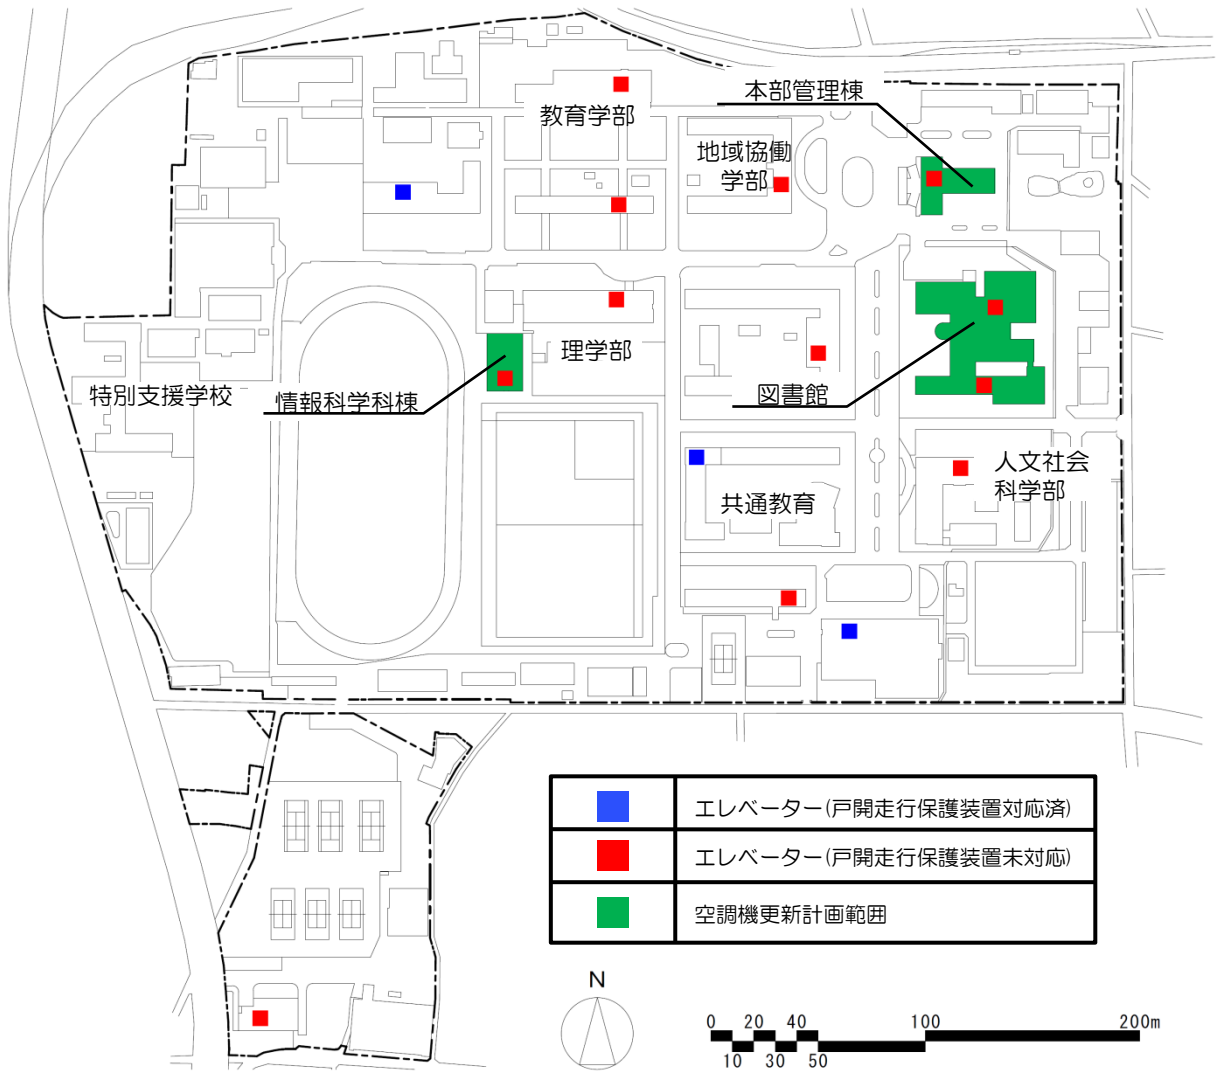 本部管理棟
教育学部
地域協働
学部
理学部
特別支援学校
情報科学科棟
図書館
人文社会
科学部
共通教育
エレベーター(戸開走行保護装置対応済)
エレベーター(戸開走行保護装置未対応)
空調機更新計画範囲
N
0 20 40 100 200m
10 30 50